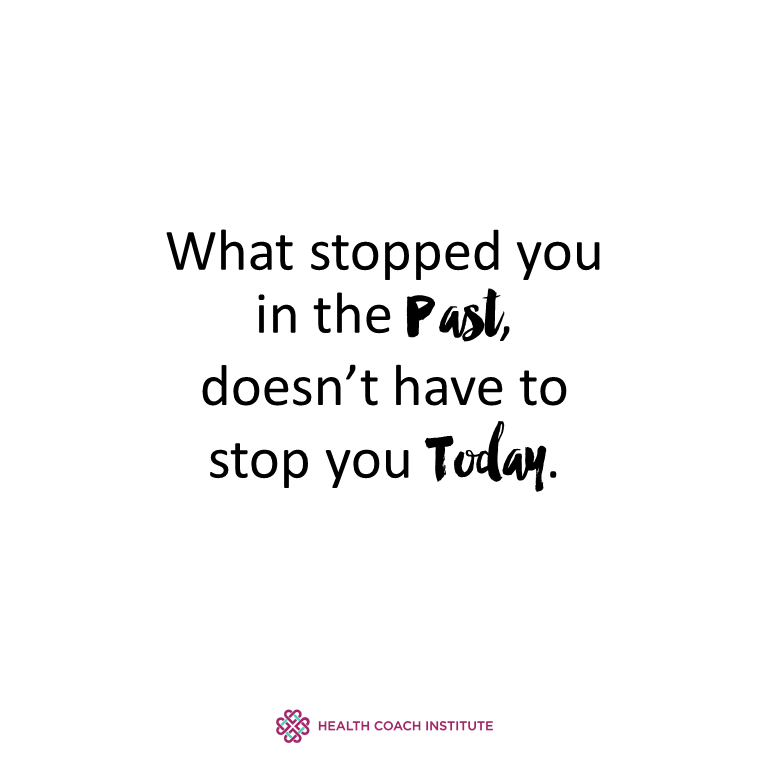 What stopped you
in the Past,
doesn’t have to
stop you Today.
HEALTH COACH INSTITUTE